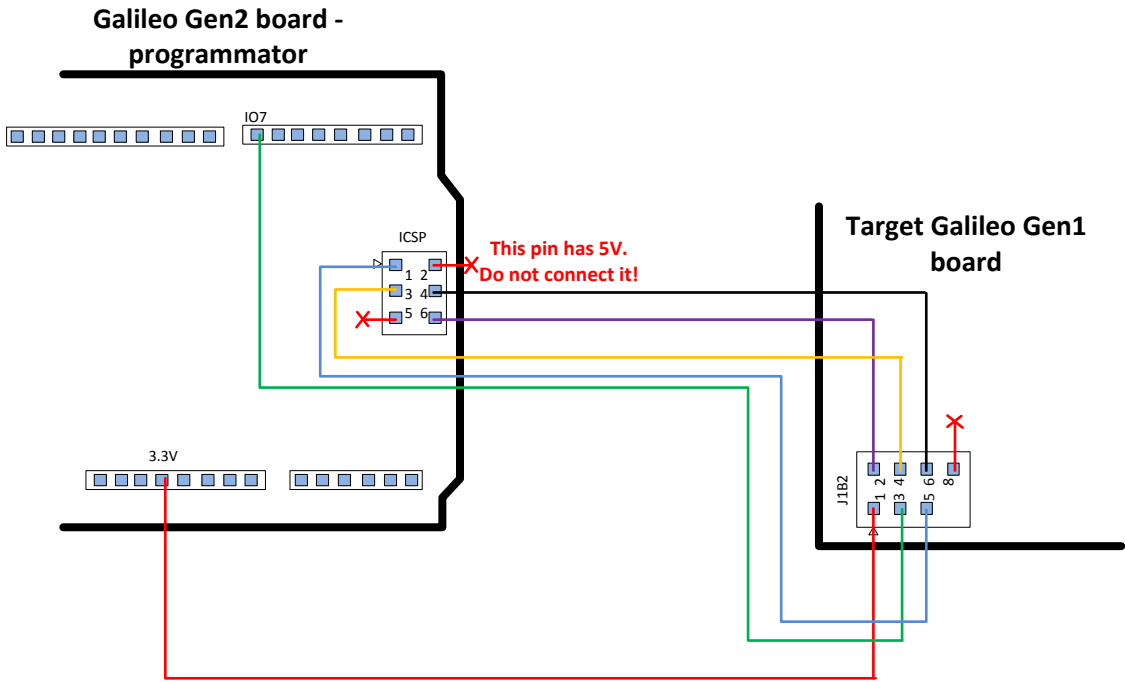 Galileo Gen2 board -
programmator
IO7
ICSP
This pin has 5V.
Do not connect it!
1 2
3 4
5 6
Target Galileo Gen1
board
3.3V
J1B2
2 4 6 8
1 3 5